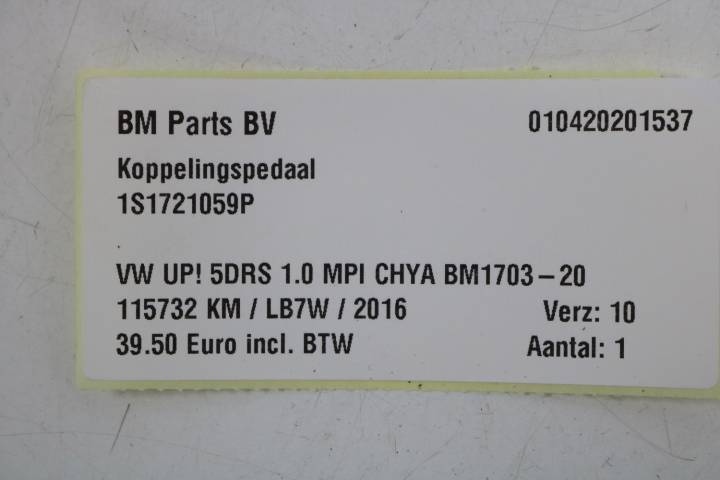 BM Parts BV 010420201537
Koppelingspedaal
1S1721059P
VW UP! 5DRS 1.0 MPI CHYA BM1703-20
115732 KM / LB7W / 2016 Verz: 10
39.50 Euro incl. BTW Aantal: 1